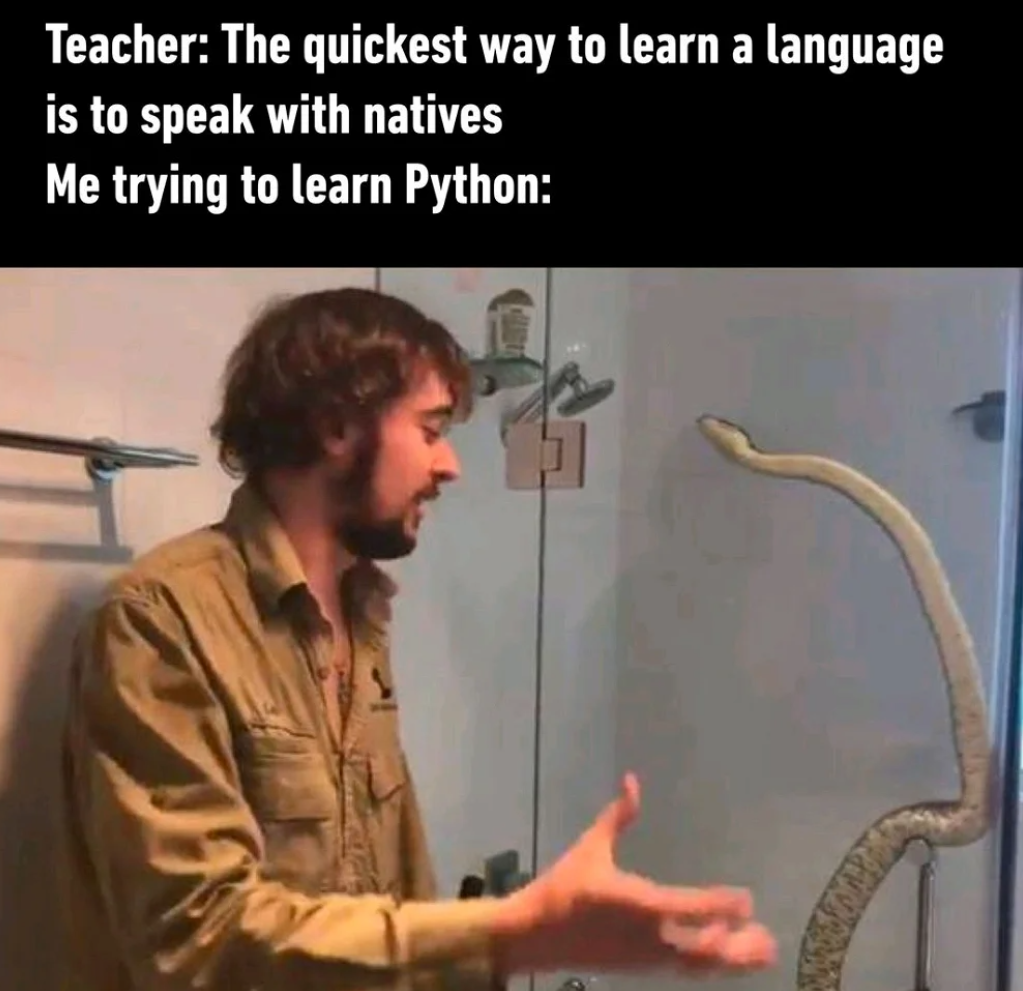 Teacher: The quickest way to learn a language
is to speak with natives
Me trying to learn Python: